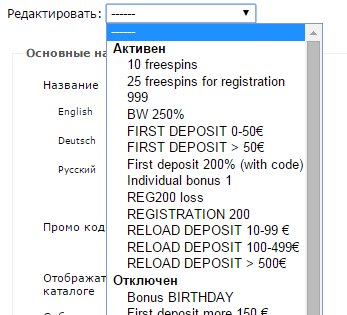 Редактировать: ------
------
Активен
10 freespins
25 freespins for registration
999
BW 250%
FIRST DEPOSIT 0-50€
FIRST DEPOSIT > 50€
First deposit 200% (with code)
Individual bonus 1
REG200 loss
REGISTRATION 200
RELOAD DEPOSIT 10-99 €
RELOAD DEPOSIT 100-499€
RELOAD DEPOSIT > 500€
Отключен
Bonus BIRTHDAY
First deposit more 150 €
Основные на
Название
English
Deutsch
Русский
Промо код
Отображат
каталоге